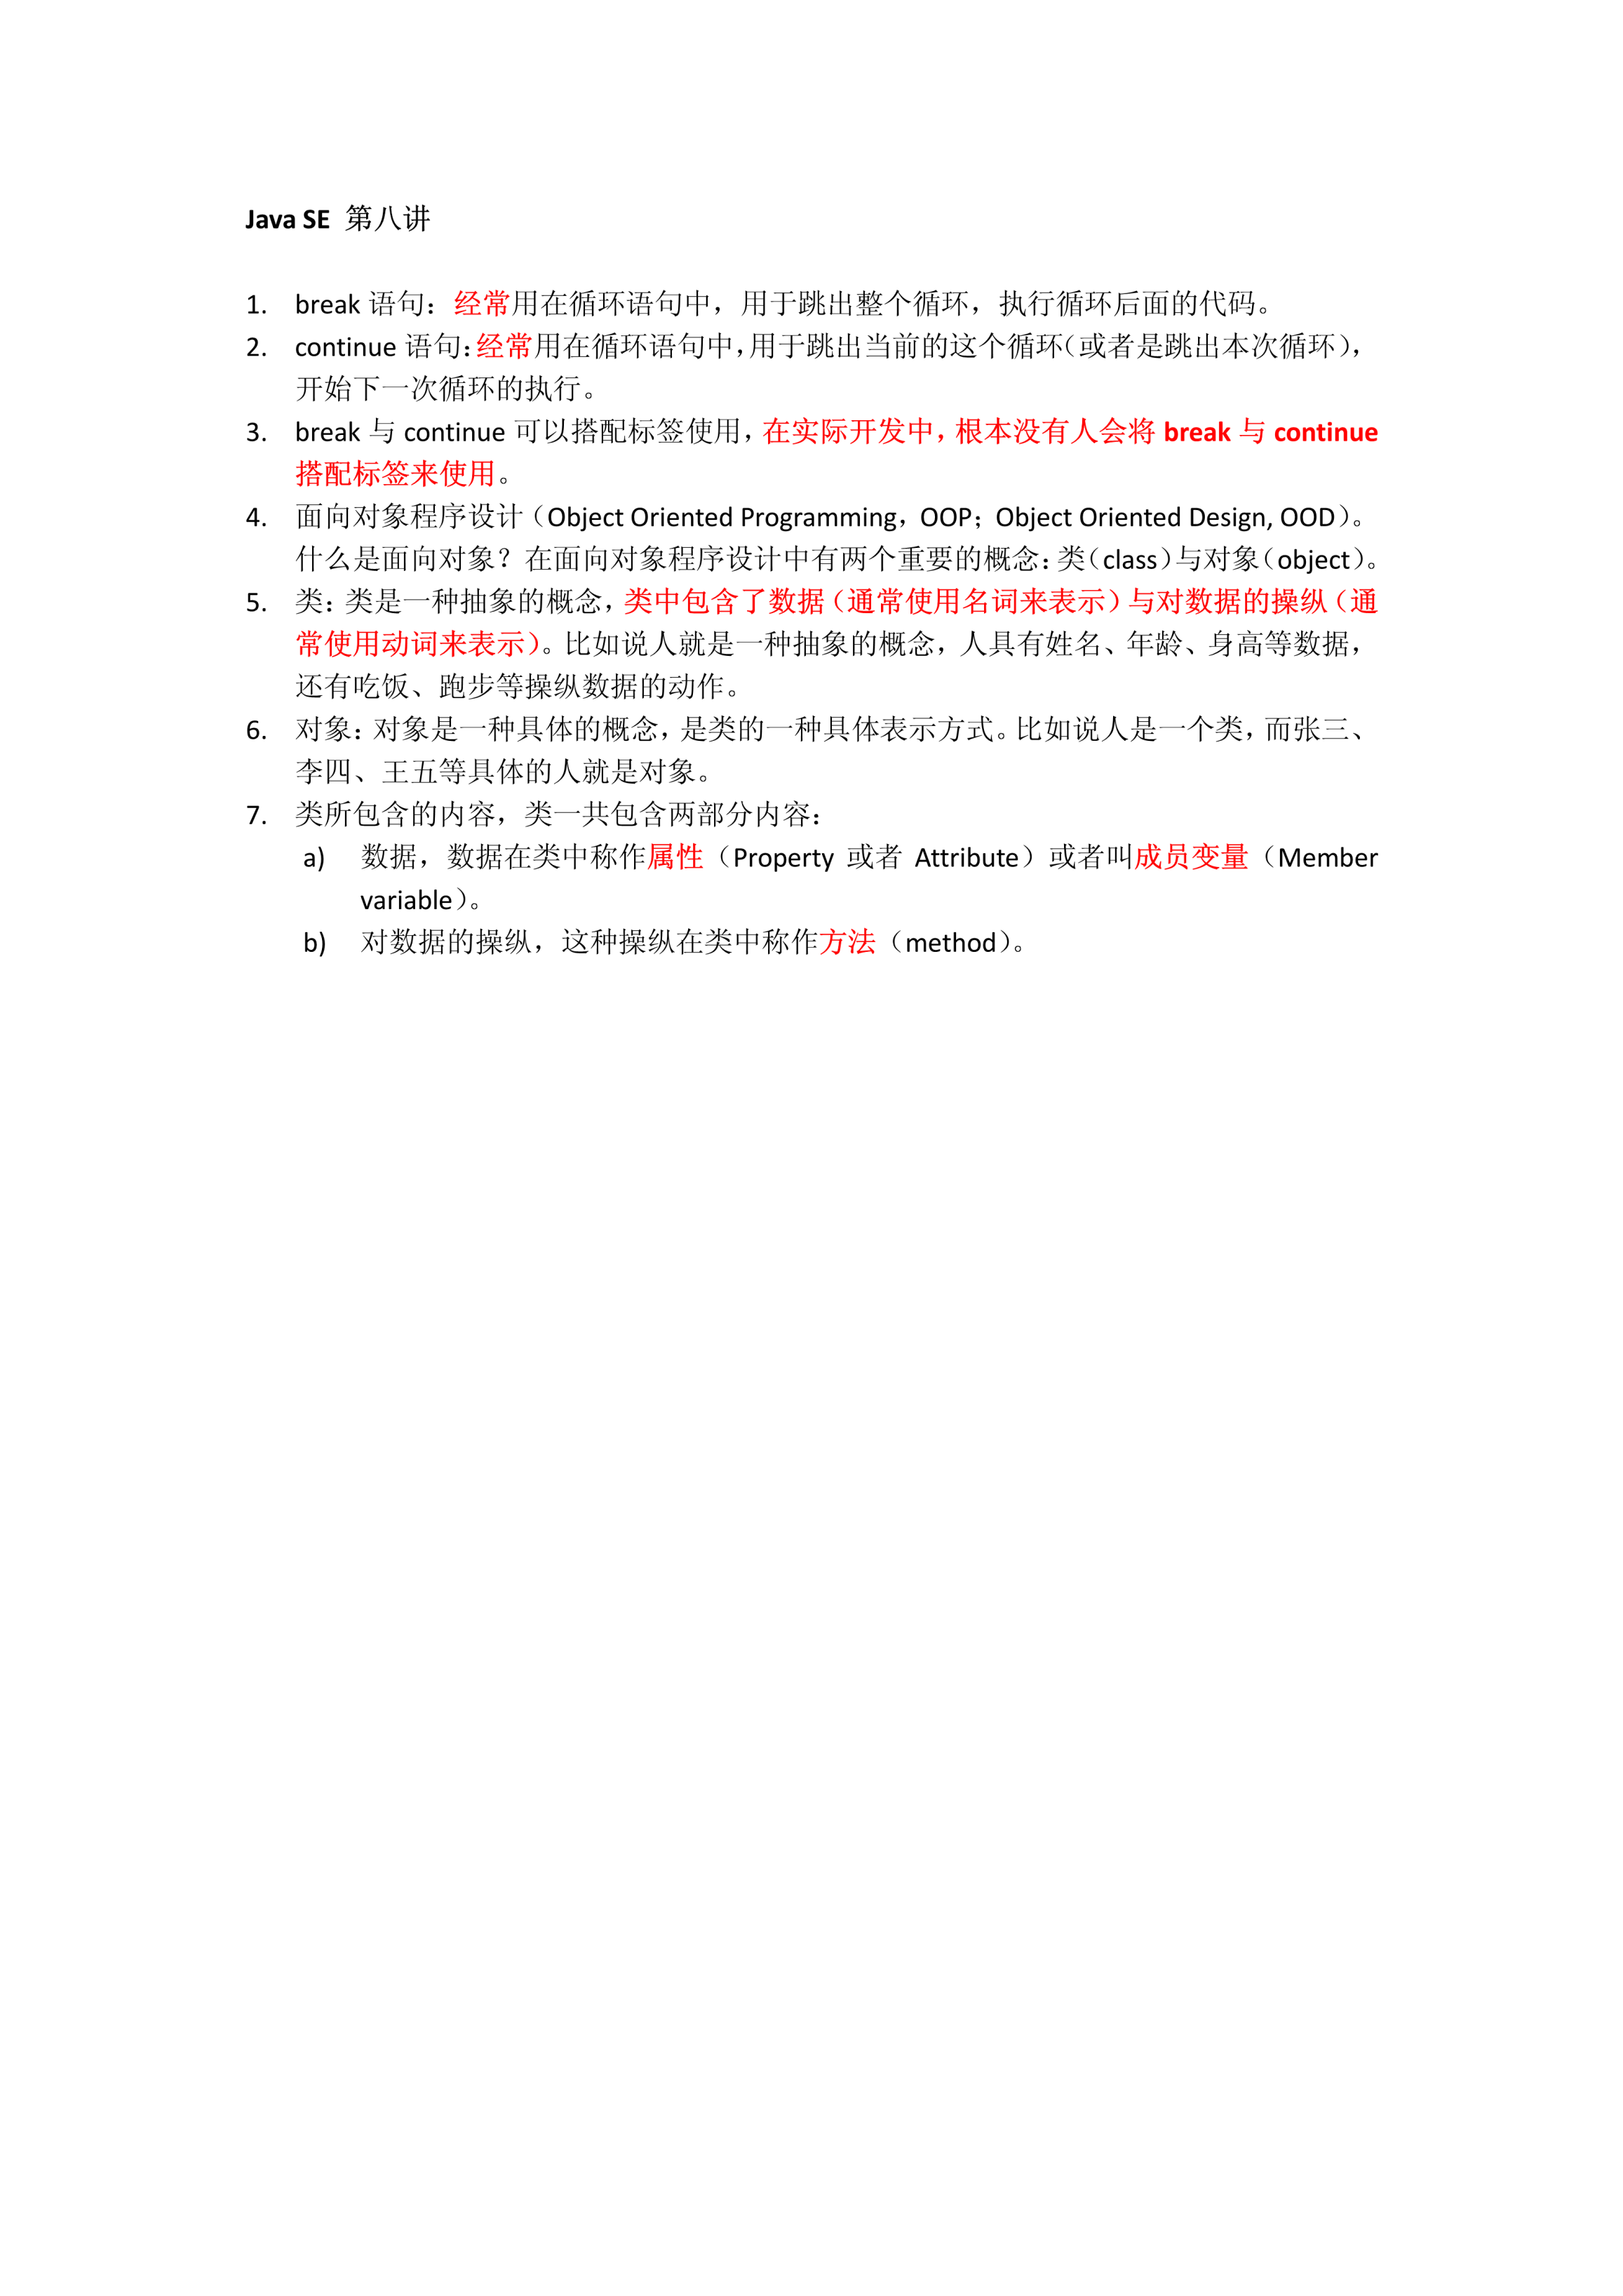 Java SE 第八讲
1. break 语句：经常用在循环语句中，用于跳出整个循环，执行循环后面的代码。
2. continue 语句：经常用在循环语句中，用于跳出当前的这个循环（或者是跳出本次循环），
开始下一次循环的执行。
3. break 与 continue 可以搭配标签使用，在实际开发中，根本没有人会将 break 与 continue
搭配标签来使用。
4. 面向对象程序设计（Object Oriented Programming，OOP；Object Oriented Design, OOD）。
什么是面向对象？在面向对象程序设计中有两个重要的概念：类（class）与对象（object）。
5. 类：类是一种抽象的概念，类中包含了数据（通常使用名词来表示）与对数据的操纵（通
常使用动词来表示）。比如说人就是一种抽象的概念，人具有姓名、年龄、身高等数据，
还有吃饭、跑步等操纵数据的动作。
6. 对象：对象是一种具体的概念，是类的一种具体表示方式。比如说人是一个类，而张三、
李四、王五等具体的人就是对象。
7. 类所包含的内容，类一共包含两部分内容：
a) 数据，数据在类中称作属性（Property 或者 Attribute）或者叫成员变量（Member
variable）。
b) 对数据的操纵，这种操纵在类中称作方法（method）。